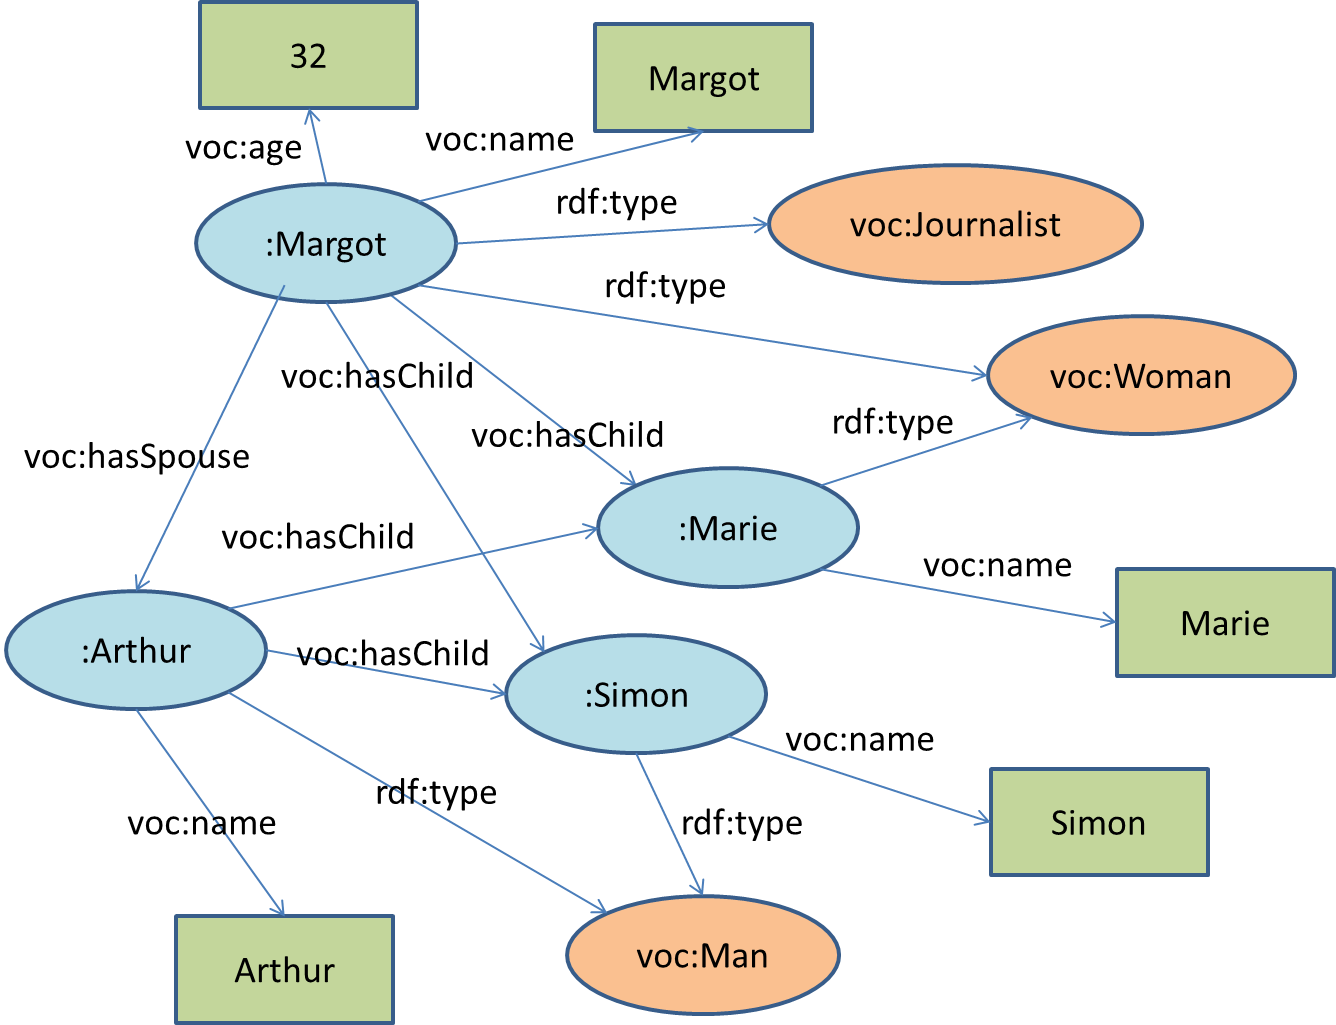 32
Margot
voc:age
voc:name
rdf:type
voc:Journalist
:Margot
rdf:type
voc:hasChild
voc:Woman
rdf:type
voc:hasChild
voc:hasSpouse
:Marie
voc:hasChild
voc:name
Marie
:Arthur
voc:hasChild
:Simon
voc:name
rdf:type
voc:name
rdf:type
Simon
voc:Man
Arthur